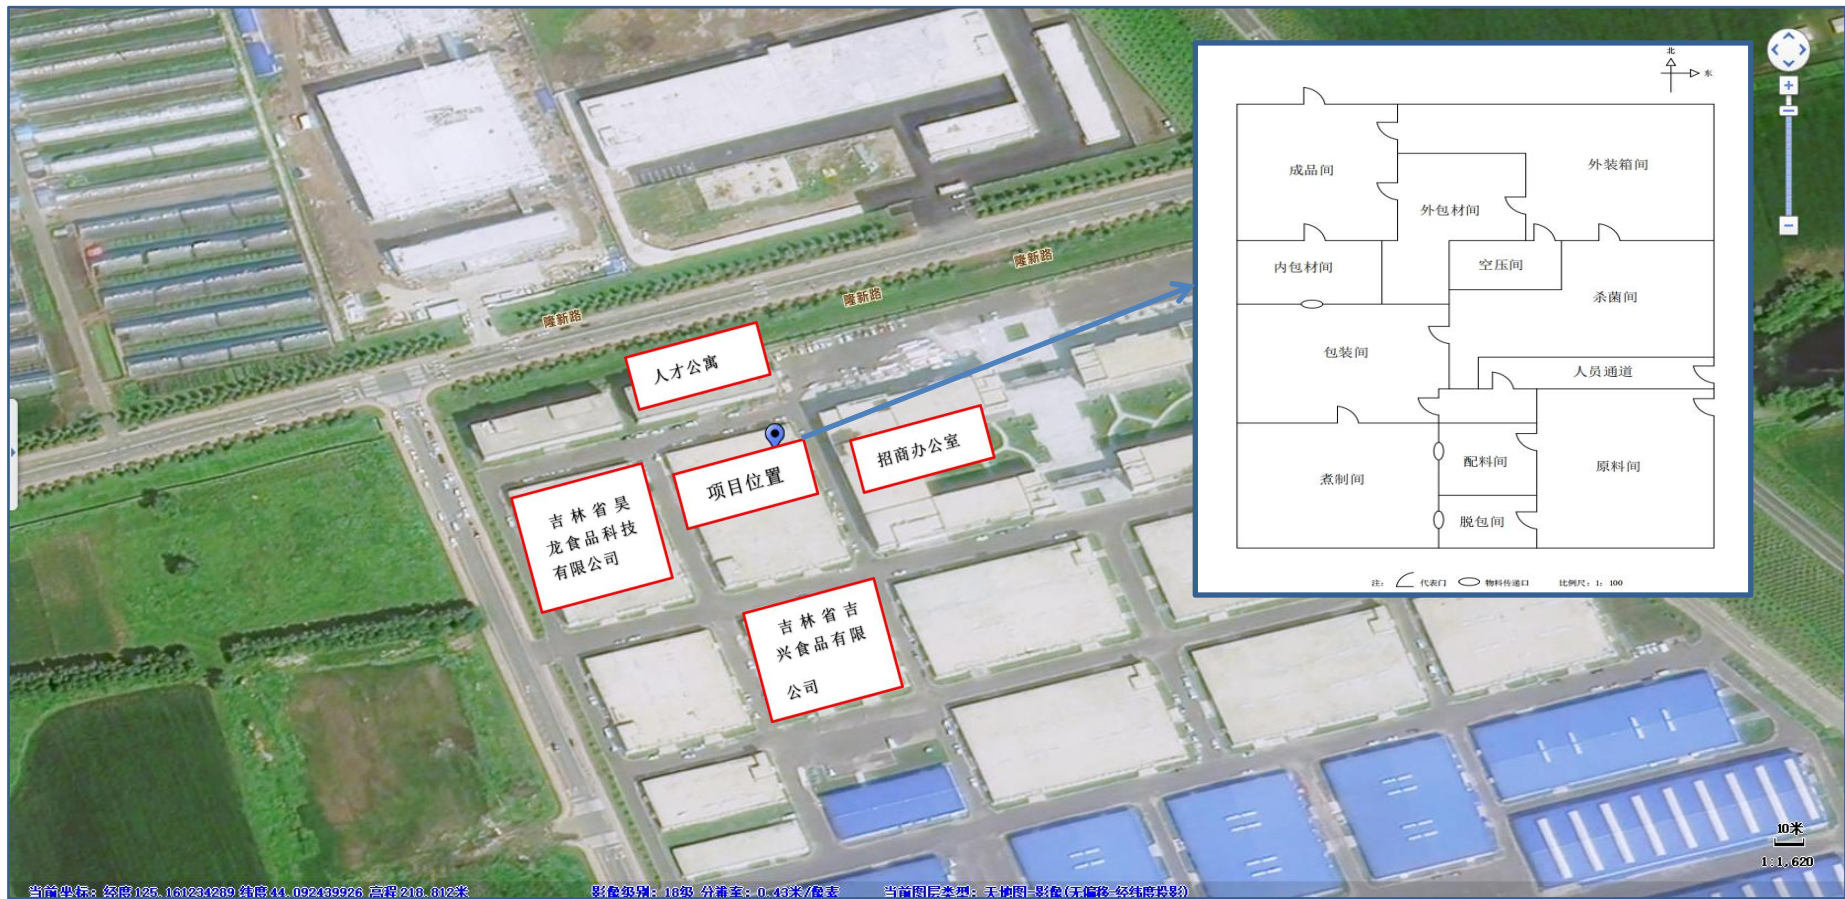 北
东
成品间
外装箱间
外包材间
内包材间
空压间
杀菌间
包装间
人员通道
煮制间
配料间
原料间
脱包间
注：
代表门
物料传递口
比例尺：1：100
隆新路
隆新路
隆新路
人才公寓
招商办公室
项目位置
吉林省昊
龙食品科技
有限公司
吉林省吉
兴食品有限
公司
10米
1:1,620
当前坐标：经度125.161234289 纬度44.092439926 高程218.812米
影像级别：18级 分辨率：0.43米/像素
当前图层类型：天地图-影像(无偏移-经纬度投影)